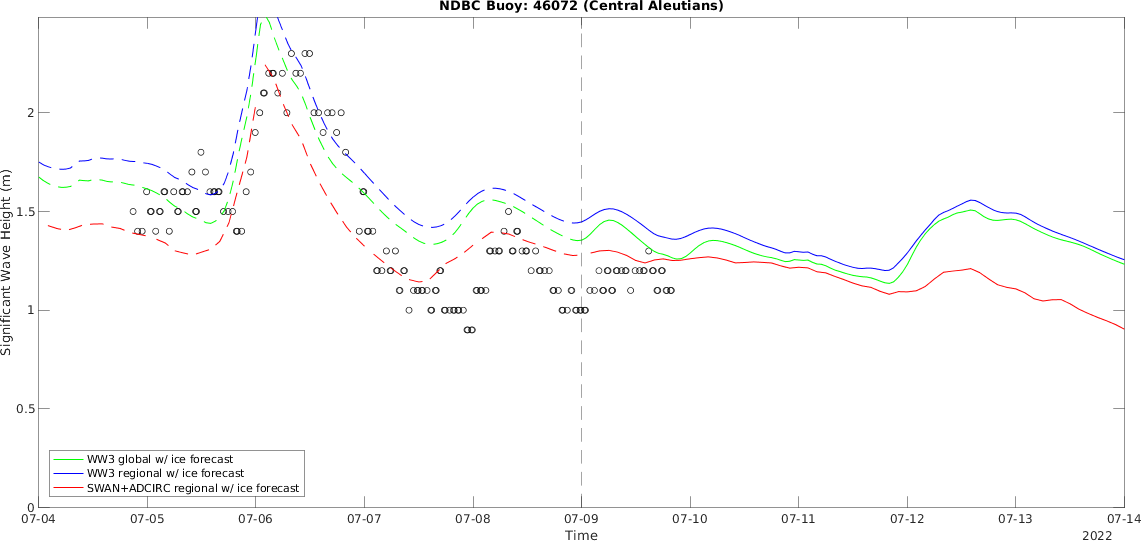 NDBC Buoy: 46072 (Central Aleutians)
Significant Wave Height (m)
2
1.5
1
0.5
0
WW3 global w/ ice forecast
WW3 regional w/ ice forecast
SWAN+ADCIRC regional w/ ice forecast
07-04 07-05 07-06 07-07 07-08 07-09 07-10 07-11 07-12 07-13 07-14
Time
2022